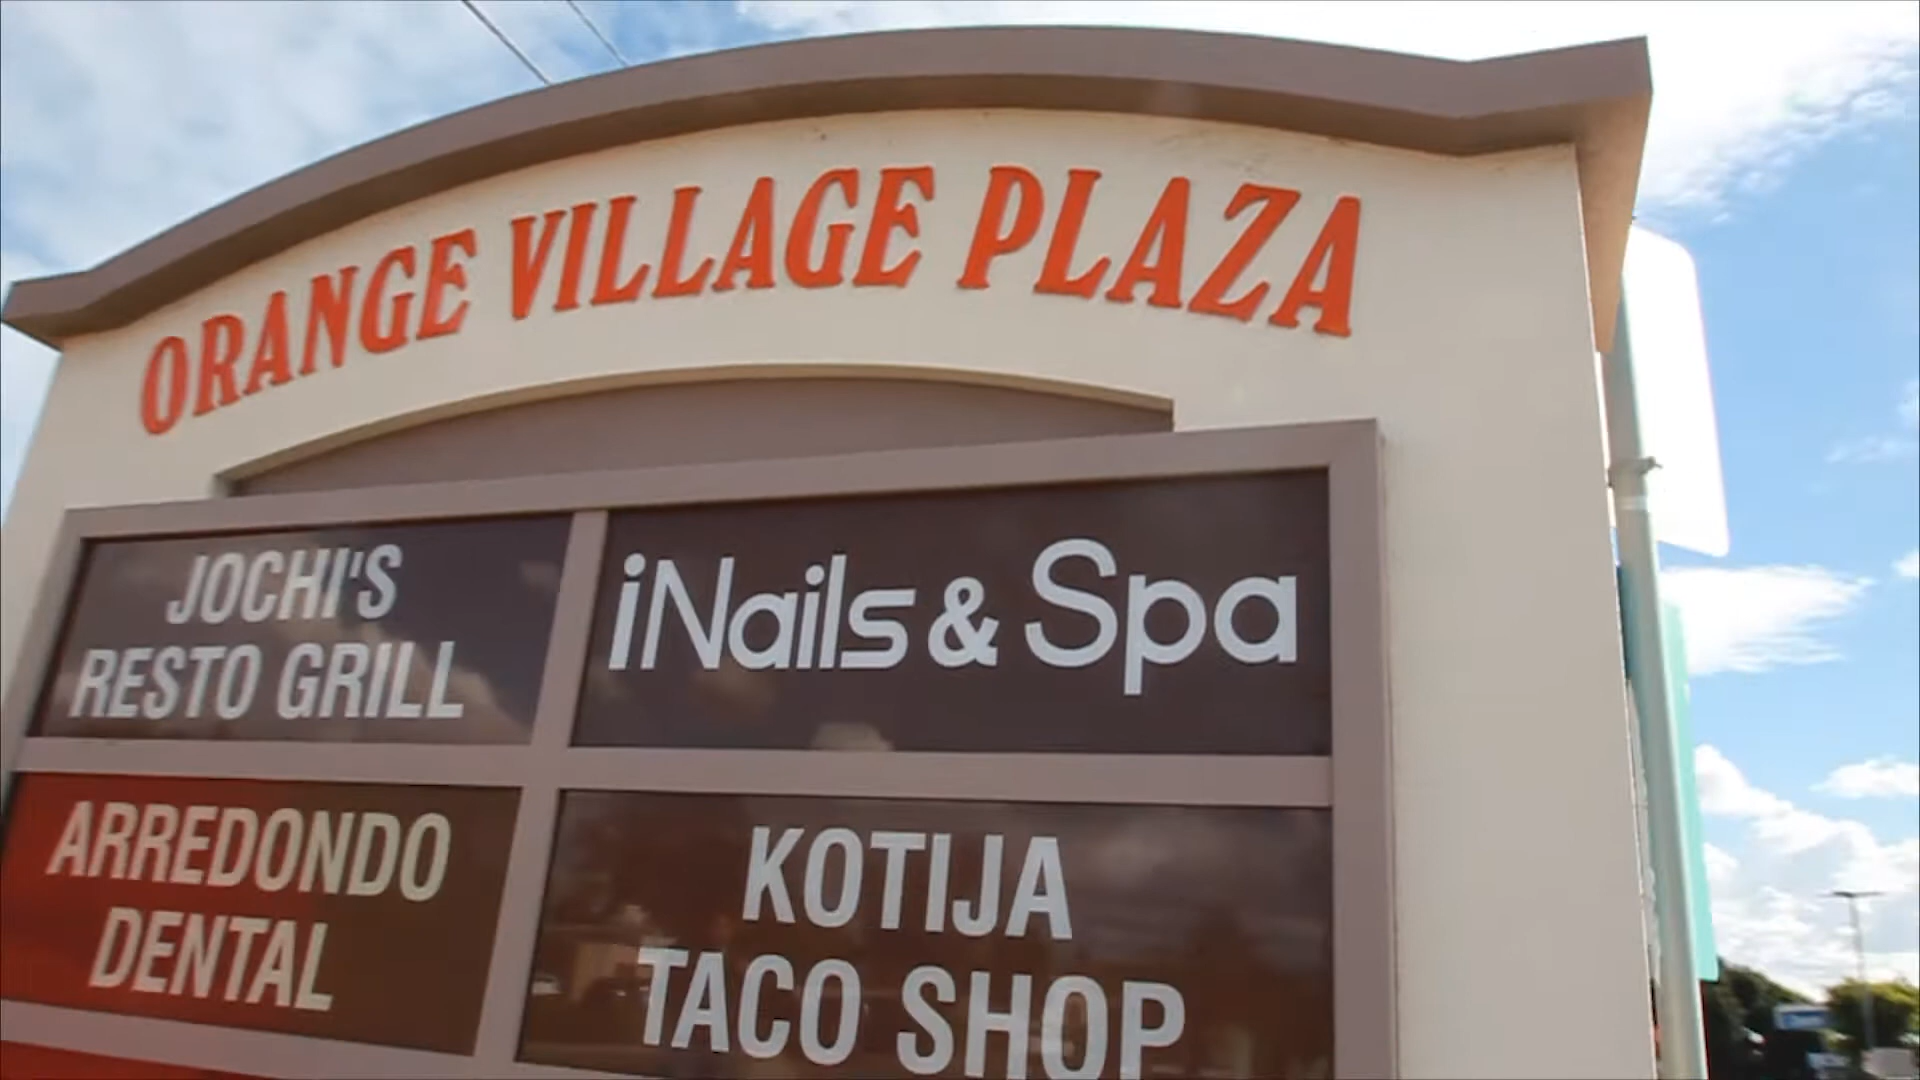 ORANGE VILLAGE PLAZA
JOCHI'S
RESTO GRILL
iNails & Spa
ARREDONDO
DENTAL
KOTIJA
TACO SHOP